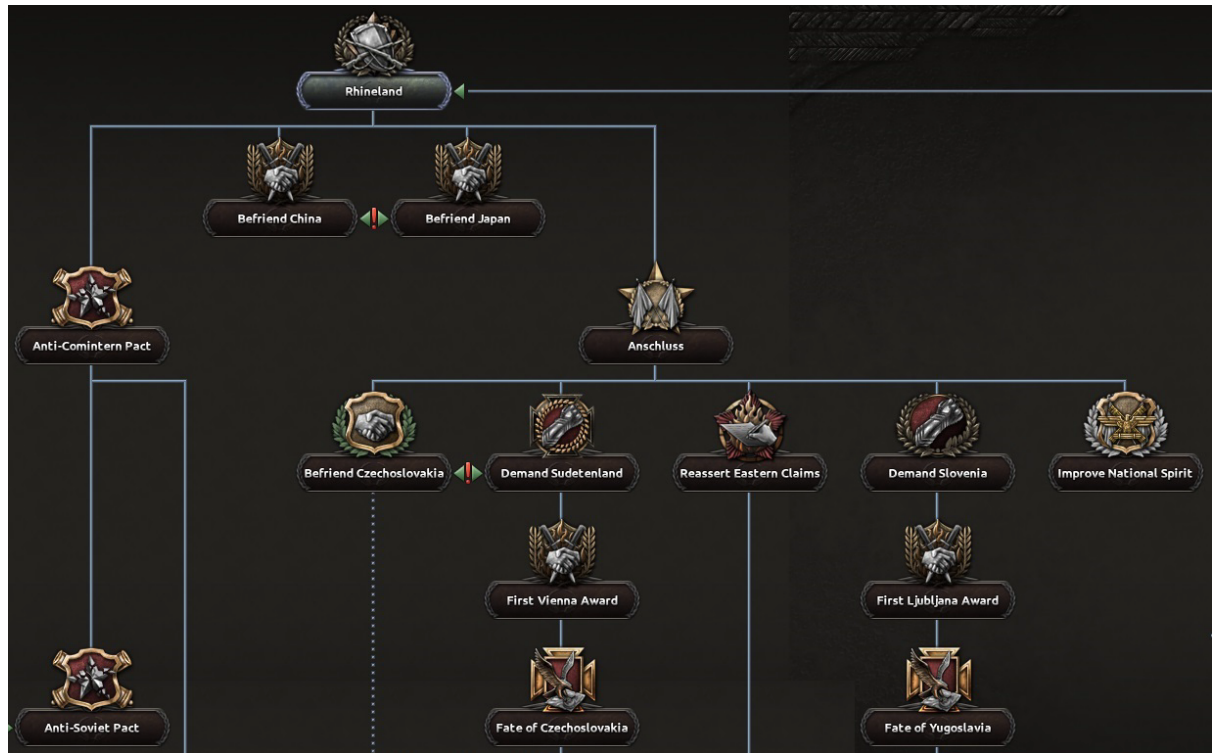 Rhineland
Befriend China
Befriend Japan
Anti-Comintern Pact
Anschluss
Befriend Czechoslovakia
Demand Sudetenland
Reassert Eastern Claims
Demand Slovenia
Improve National Spirit
First Vienna Award
First Ljubljana Award
Anti-Soviet Pact
Fate of Czechoslovakia
Fate of Yugoslavia